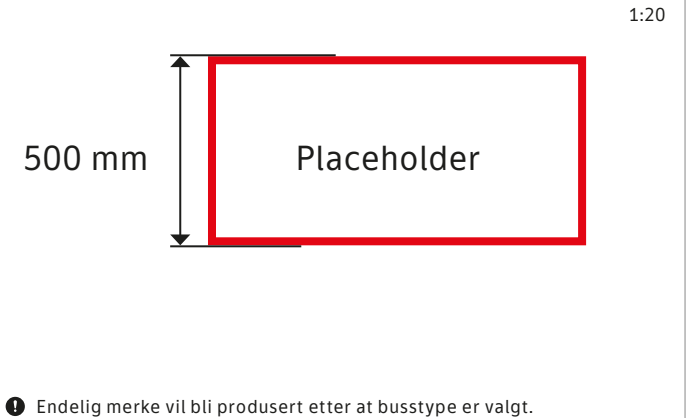 1:20
500 mm
Placeholder
Endelig merke vil bli produsert etter at busstype er valgt.